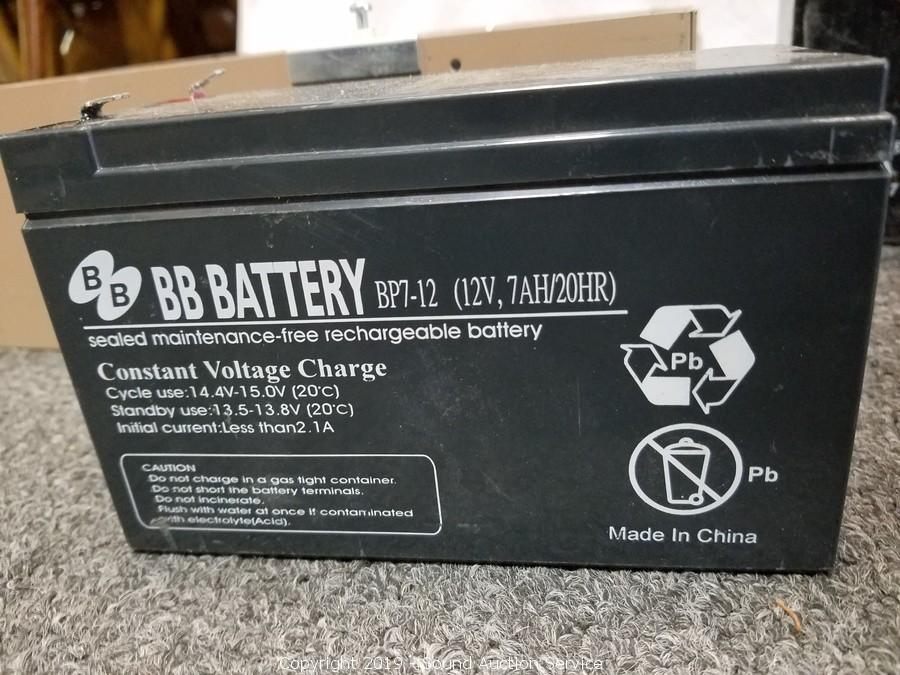 BB
BB BATTERY BP7-12 (12V, 7AH/20HR)
sealed maintenance-free rechargeable battery
Constant Voltage Charge
Cycle use:14.4V-15.0V (20°C)
Standby use:13.5-13.8V (20°C)
Initial current:Less than2.1A
CAUTION
.Do not charge in a gas tight container.
.Do not short the battery terminals.
.Do not incinerate.
.Flush with water at once if contaminated
with electrolyte(Acid).
Pb
Pb
Made In China
Copyright 2019 - iSound Auction Service